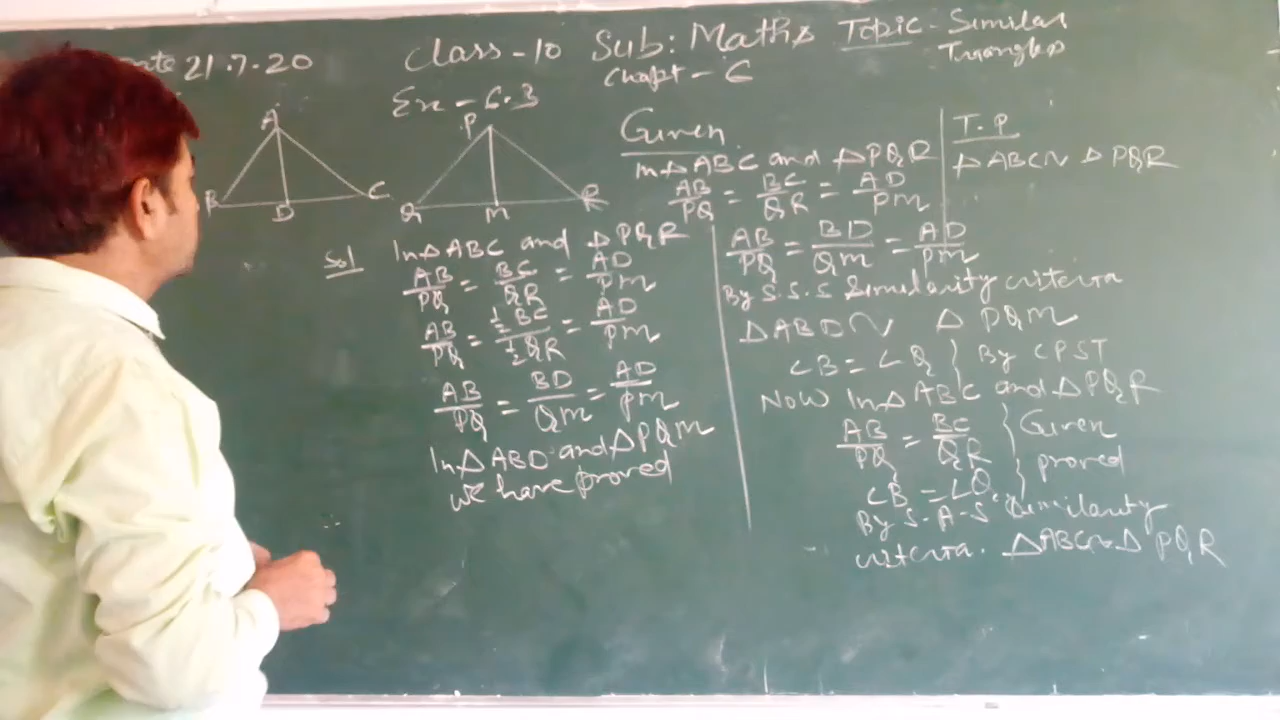 ate 21.7.20
Class - 10 Sub: Maths Topic - Similar Triangles
Chapt - 6
Ex - 6.3
A
B D C
P
Q M R
Given
In △ABC and △PQR
AB/PQ = BC/QR = AD/PM
T.P
△ABC ~ △PQR
Sol In △ABC and △PQR
AB/PQ = BC/QR = AD/PM
AB/PQ = ½BC/½QR = AD/PM
AB/PQ = BD/QM = AD/PM
In △ABD and △PQM
we have proved
AB/PQ = BD/QM = AD/PM
By S.S.S Similarity criteria
△ABD ~ △PQM
∠B = ∠Q } By CPST
Now In △ABC and △PQR
AB/PQ = BC/QR } Given
∠B = ∠Q } proved
By S-A-S Similarity
criteria. △ABC ~ △PQR